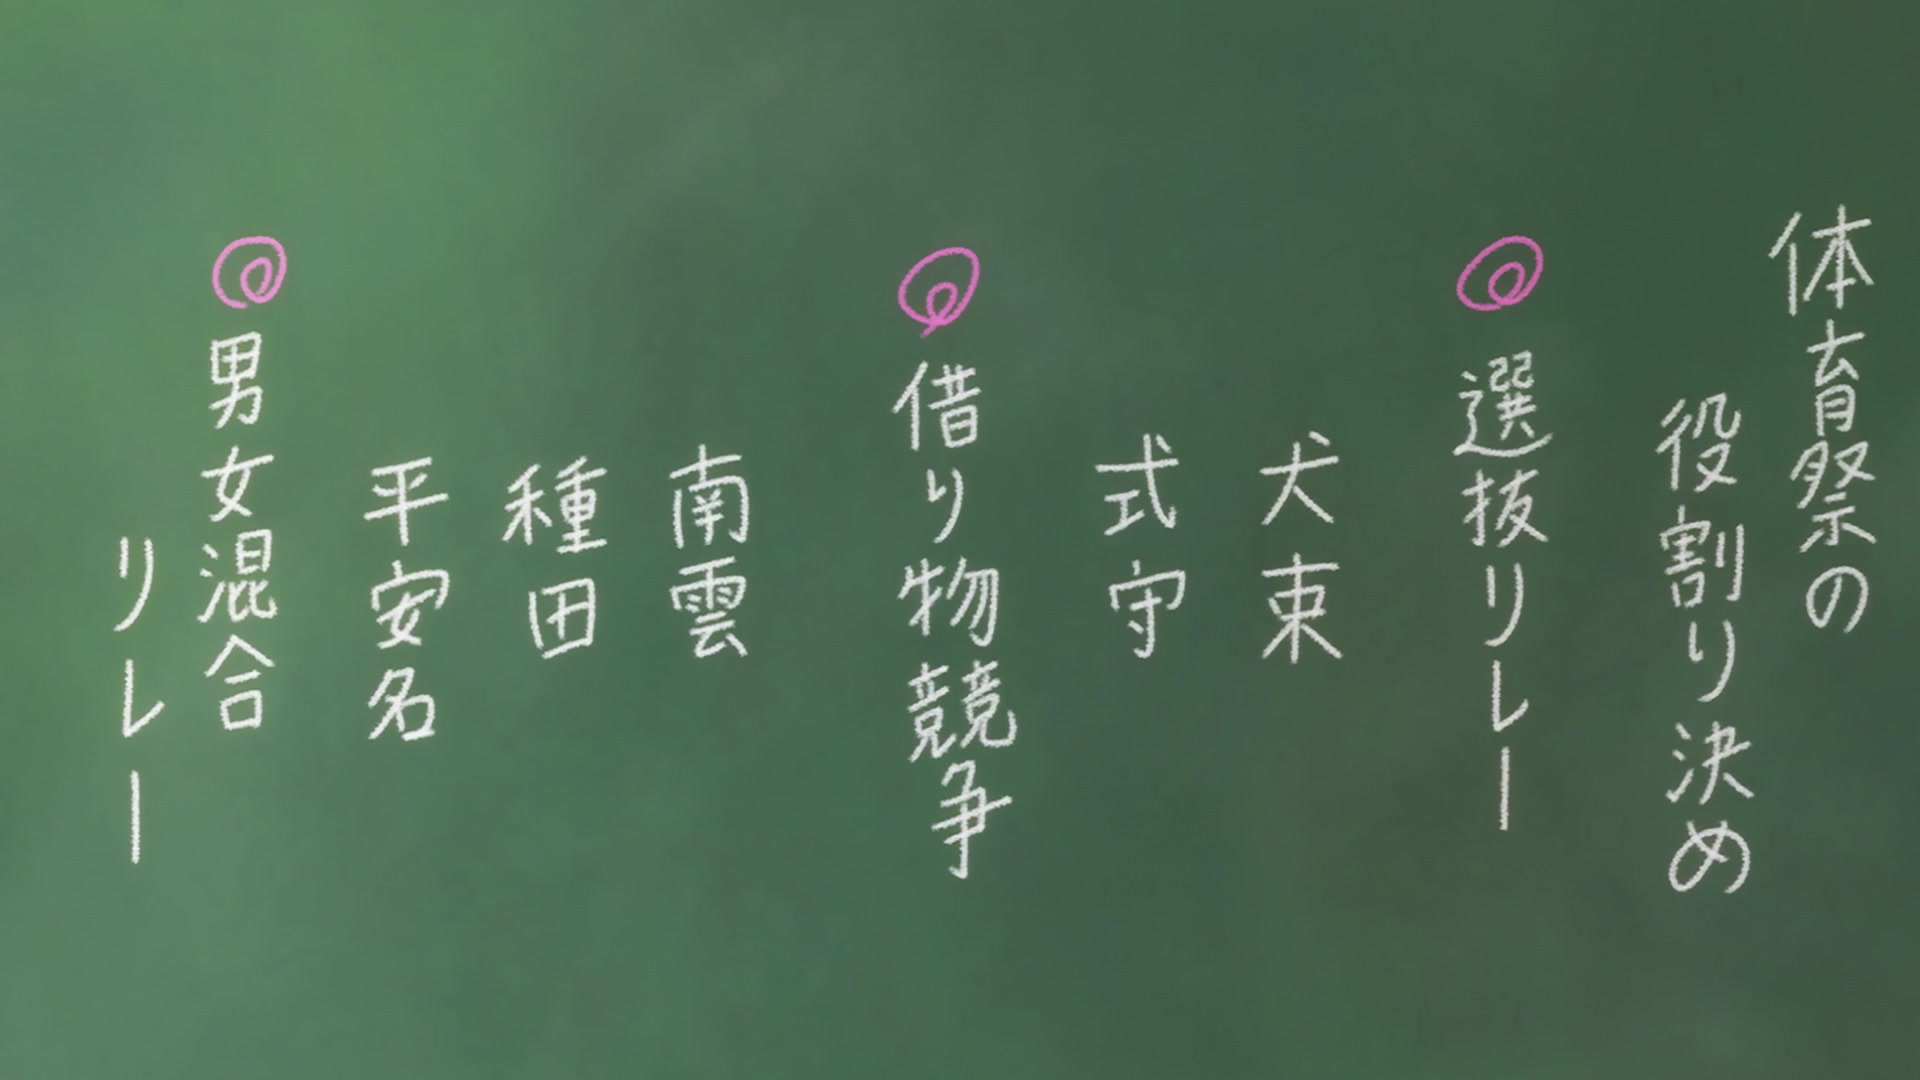 体育祭の
役割り決め
選抜リレー
犬束
式守
借り物競争
南雲
種田
平安名
男女混合
リレー